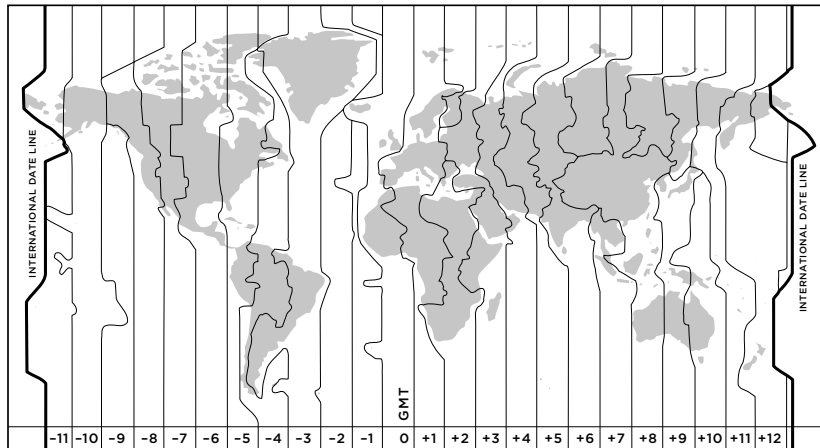 INTERNATIONAL DATE LINE
INTERNATIONAL DATE LINE
GMT
-11 -10 -9 -8 -7 -6 -5 -4 -3 -2 -1 0 +1 +2 +3 +4 +5 +6 +7 +8 +9 +10 +11 +12